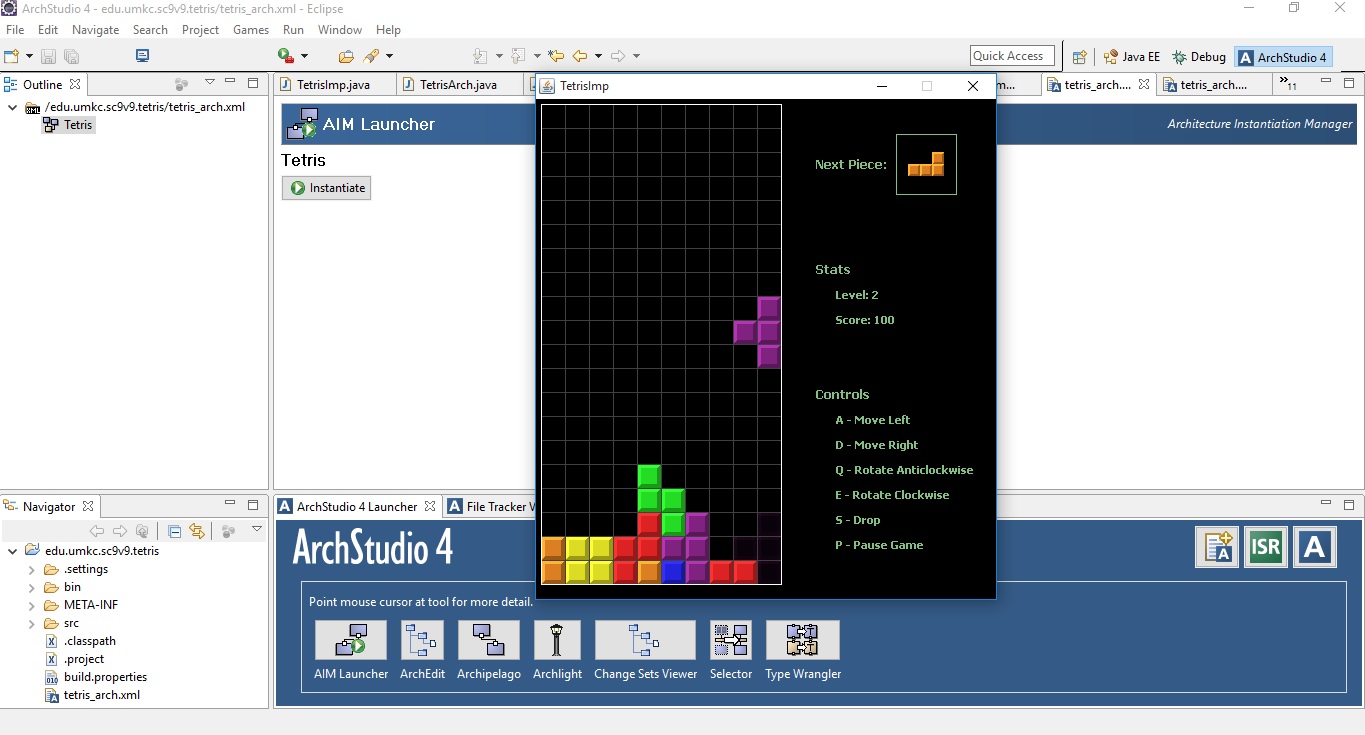 ArchStudio 4 - edu.umkc.sc9v9.tetris/tetris_arch.xml - Eclipse
File Edit Navigate Search Project Games Run Window Help
Quick Access
Java EE
Debug
ArchStudio 4
Outline
/edu.umkc.sc9v9.tetris/tetris_arch.xml
Tetris
TetrisImp.java
TetrisArch.java
m...
tetris_arch....
tetris_arch....
»11
AIM Launcher
Architecture Instantiation Manager
Tetris
Instantiate
TetrisImp
Next Piece:
Stats
Level: 2
Score: 100
Controls
A - Move Left
D - Move Right
Q - Rotate Anticlockwise
E - Rotate Clockwise
S - Drop
P - Pause Game
Navigator
edu.umkc.sc9v9.tetris
.settings
bin
META-INF
src
.classpath
.project
build.properties
tetris_arch.xml
ArchStudio 4 Launcher
File Tracker V
ArchStudio 4
ISR
A
Point mouse cursor at tool for more detail.
AIM Launcher
ArchEdit
Archipelago
Archlight
Change Sets Viewer
Selector
Type Wrangler